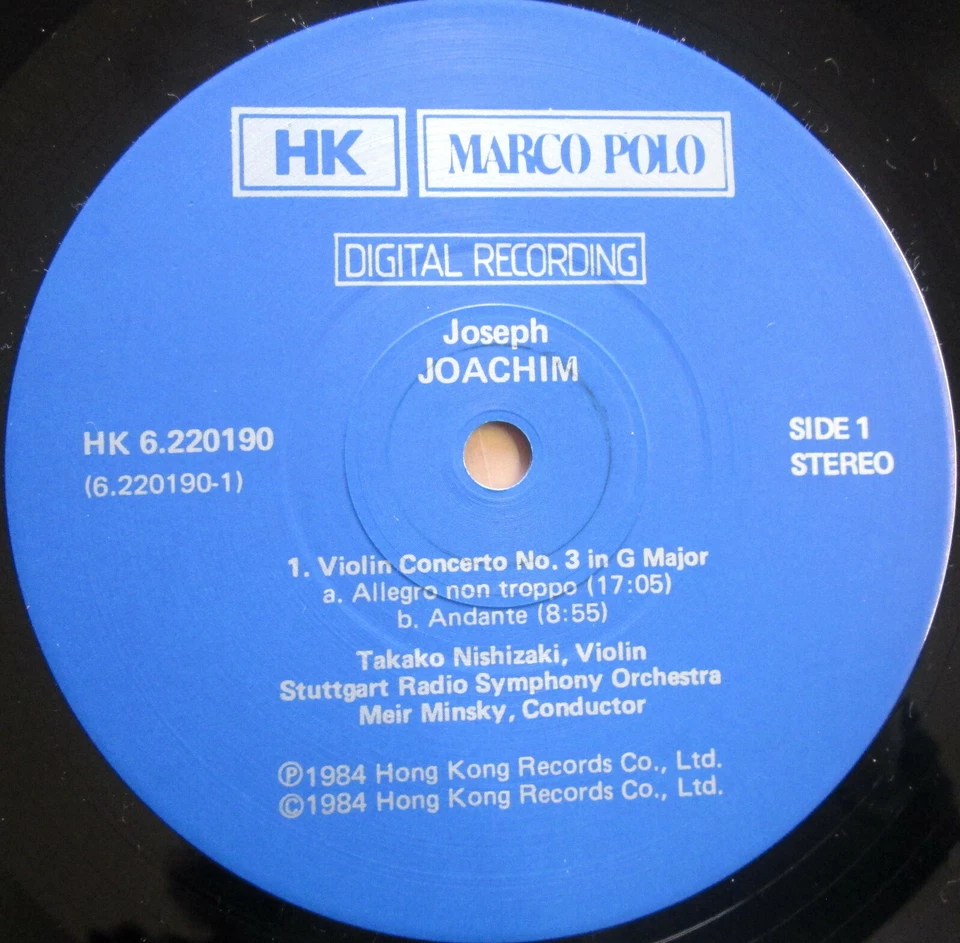 HK MARCO POLO
DIGITAL RECORDING
Joseph
JOACHIM
HK 6.220190
(6.220190-1)
SIDE 1
STEREO
1. Violin Concerto No. 3 in G Major
a. Allegro non troppo (17:05)
b. Andante (8:55)
Takako Nishizaki, Violin
Stuttgart Radio Symphony Orchestra
Meir Minsky, Conductor
℗1984 Hong Kong Records Co., Ltd.
©1984 Hong Kong Records Co., Ltd.